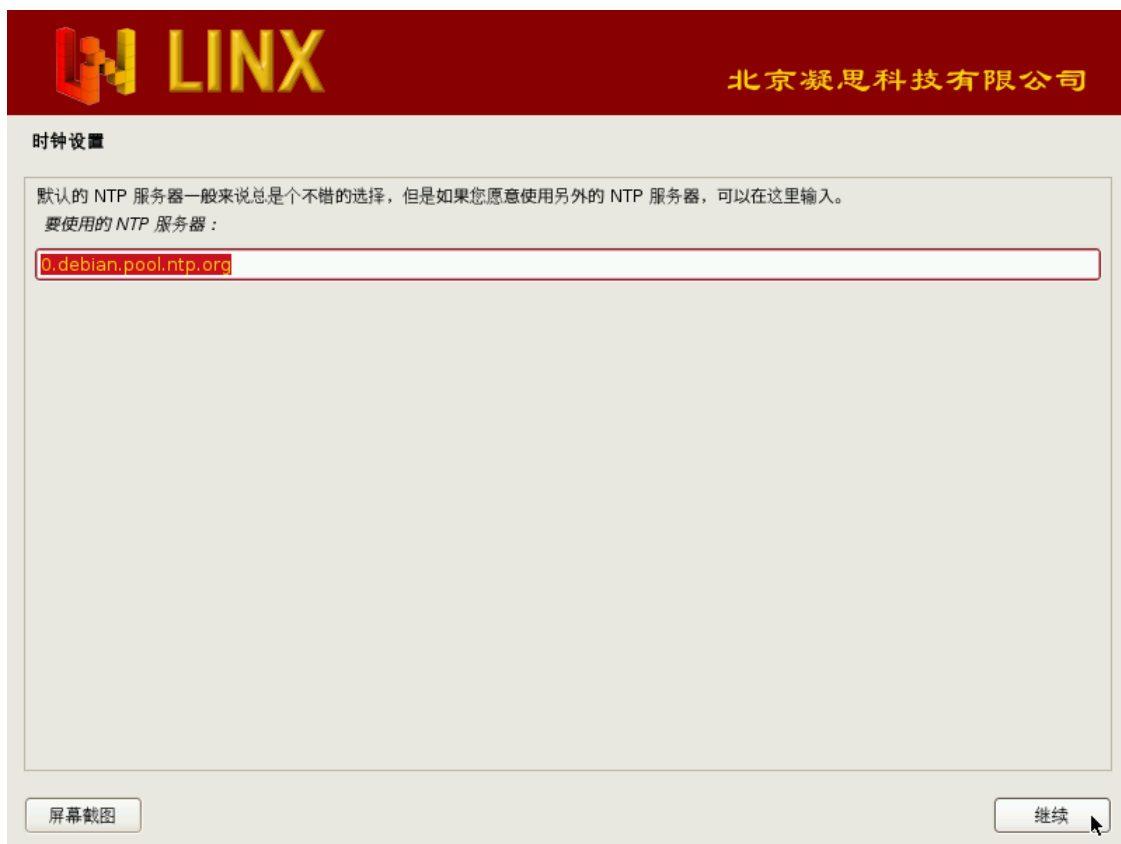 LINX
北京凝思科技有限公司
时钟设置
默认的 NTP 服务器一般来说总是个不错的选择，但是如果您愿意使用另外的 NTP 服务器，可以在这里输入。
要使用的 NTP 服务器：
0.debian.pool.ntp.org
屏幕截图
继续